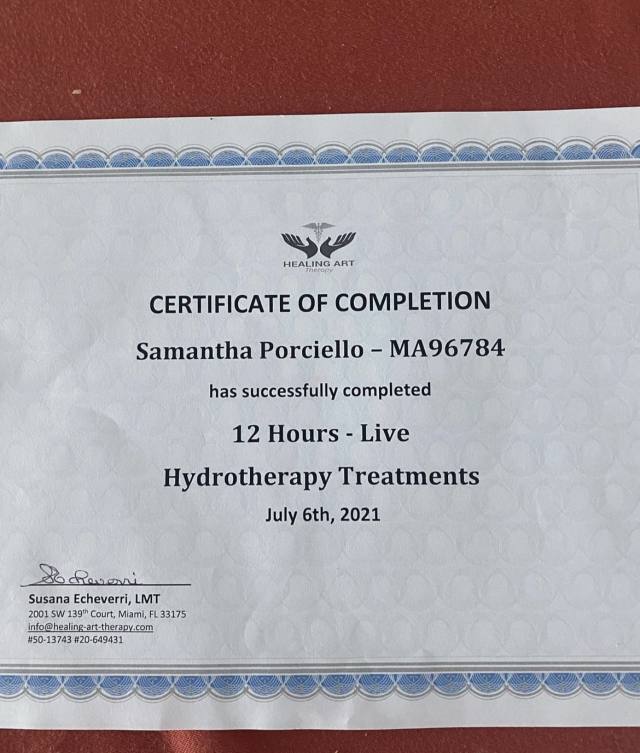 HEALING ART
Therapy
CERTIFICATE OF COMPLETION
Samantha Porciello – MA96784
has successfully completed
12 Hours - Live
Hydrotherapy Treatments
July 6th, 2021
Susana Echeverri, LMT
2001 SW 139th Court, Miami, FL 33175
info@healing-art-therapy.com
#50-13743 #20-649431